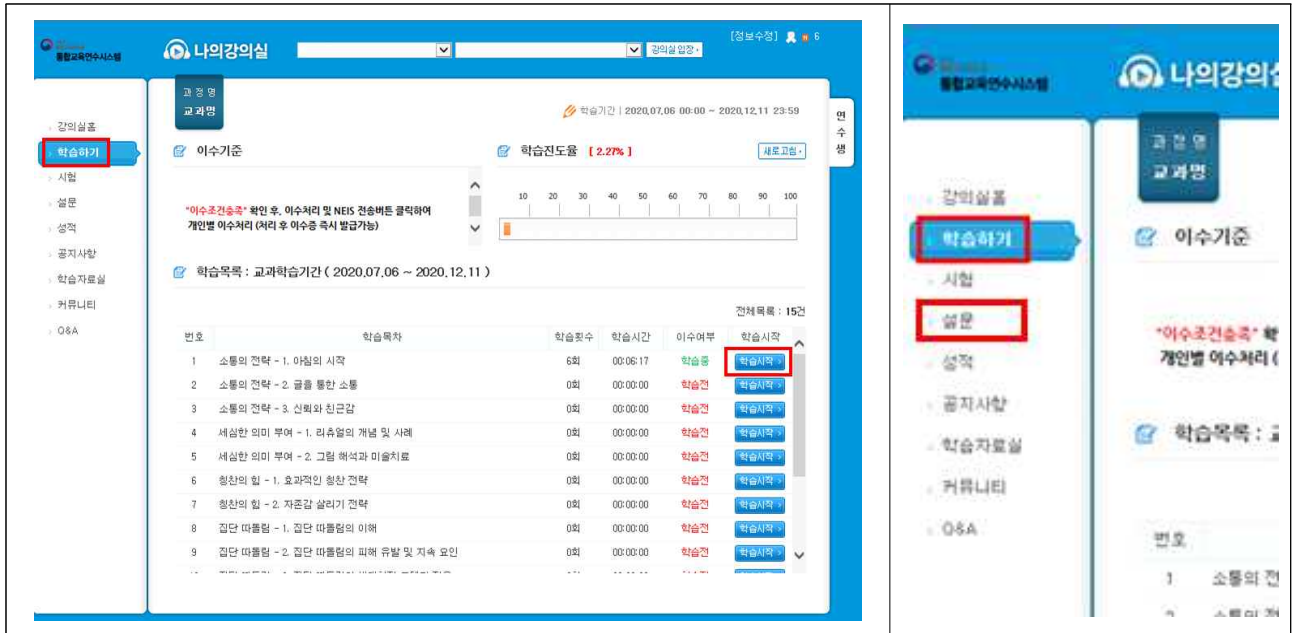 통합교육연수시스템
나의강의실
강의실 입장
[정보수정] 6
과정명
교과명
학습기간 | 2020.07.06 00:00 ~ 2020.12.11 23:59
연수생
강의실홈
학습하기
시험
설문
성적
공지사항
학습자료실
커뮤니티
Q&A
이수기준
학습진도율 [ 2.27% ]
새로고침
"이수조건충족" 확인 후, 이수처리 및 NEIS 전송버튼 클릭하여
개인별 이수처리 (처리 후 이수증 즉시 발급가능)
10 20 30 40 50 60 70 80 90 100
학습목록 : 교과학습기간 ( 2020.07.06 ~ 2020.12.11 )
전체목록 : 15건
번호 학습목차 학습횟수 학습시간 이수여부 학습시작
1 소통의 전략 - 1. 아침의 시작 6회 00:06:17 학습중 학습시작
2 소통의 전략 - 2. 글을 통한 소통 0회 00:00:00 학습전 학습시작
3 소통의 전략 - 3. 신뢰와 친근감 0회 00:00:00 학습전 학습시작
4 세심한 의미 부여 - 1. 리츄얼의 개념 및 사례 0회 00:00:00 학습전 학습시작
5 세심한 의미 부여 - 2. 그림 해석과 미술치료 0회 00:00:00 학습전 학습시작
6 칭찬의 힘 - 1. 효과적인 칭찬 전략 0회 00:00:00 학습전 학습시작
7 칭찬의 힘 - 2. 자존감 살리기 전략 0회 00:00:00 학습전 학습시작
8 집단 따돌림 - 1. 집단 따돌림의 이해 0회 00:00:00 학습전 학습시작
9 집단 따돌림 - 2. 집단 따돌림의 피해 유발 및 지속 요인 0회 00:00:00 학습전 학습시작
통합교육연수시스템
나의강의
과정명
교과명
강의실홈
학습하기
시험
설문
성적
공지사항
학습자료실
커뮤니티
Q&A
이수기준
"이수조건충족" 확
개인별 이수처리 (
학습목록 :
번호
1 소통의 전